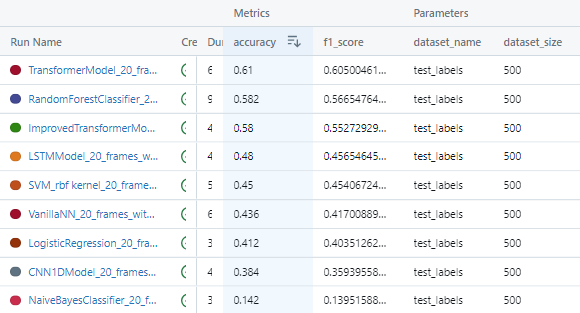 Metrics Parameters
Run Name Cre Dur accuracy f1_score dataset_name dataset_size
TransformerModel_20_fra... 6 0.61 0.60500461... test_labels 500
RandomForestClassifier_2... 9 0.582 0.56654764... test_labels 500
ImprovedTransformerMo... 4 0.58 0.55272929... test_labels 500
LSTMModel_20_frames_w... 4 0.48 0.45654645... test_labels 500
SVM_rbf kernel_20_frame... 5 0.45 0.45406724... test_labels 500
VanillaNN_20_frames_wit... 6 0.436 0.41700889... test_labels 500
LogisticRegression_20_fra... 3 0.412 0.40351262... test_labels 500
CNN1DModel_20_frames... 4 0.384 0.35939558... test_labels 500
NaiveBayesClassifier_20_f... 3 0.142 0.13951588... test_labels 500